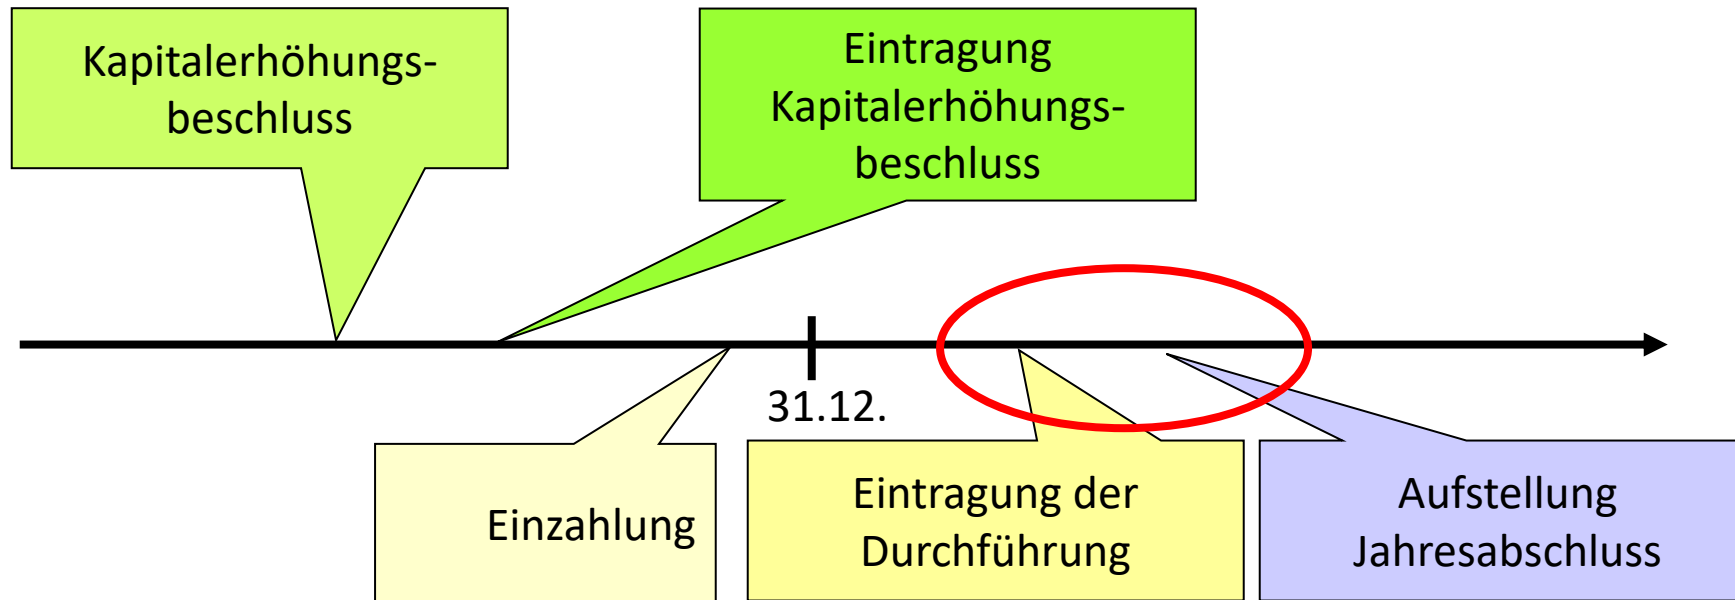 Kapitalerhöhungs-
beschluss
Eintragung
Kapitalerhöhungs-
beschluss
31.12.
Einzahlung
Eintragung der
Durchführung
Aufstellung
Jahresabschluss